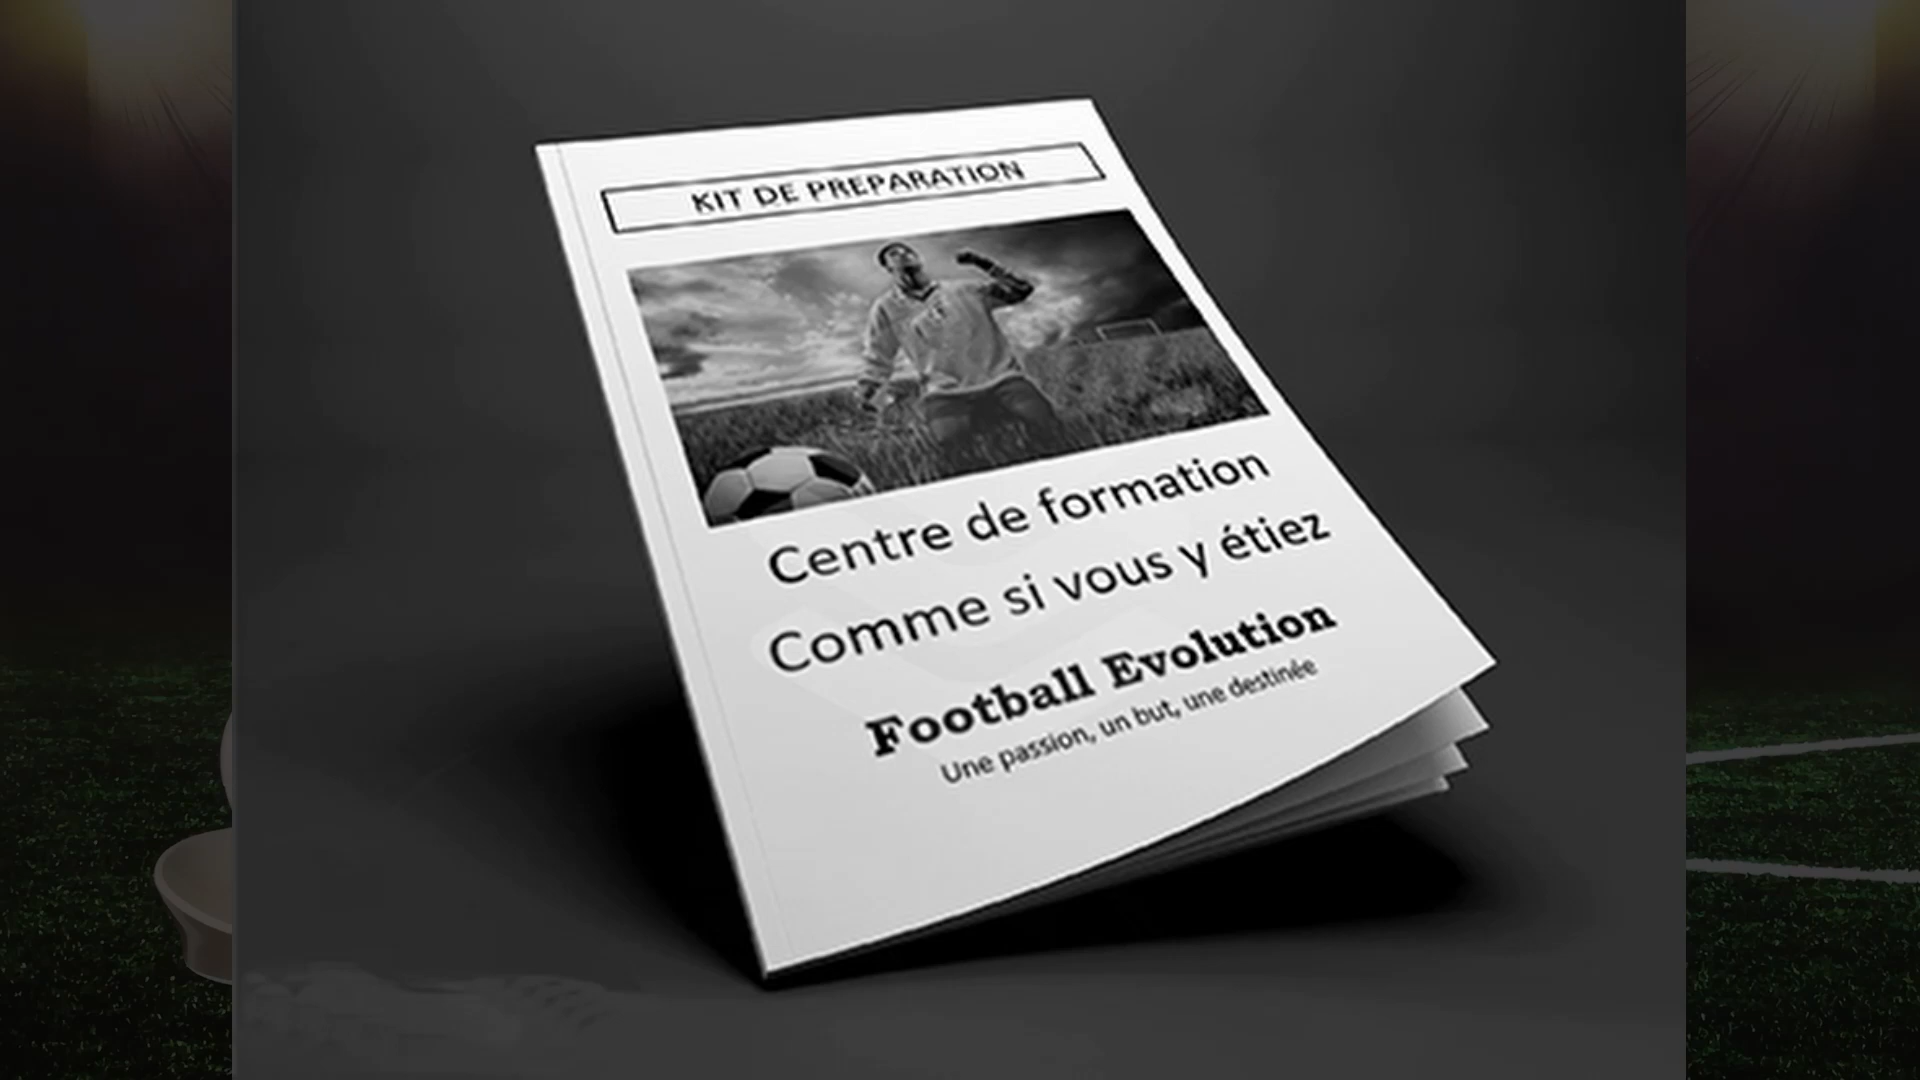 KIT DE PREPARATION
Centre de formation
Comme si vous y étiez
Football Evolution
Une passion, un but, une destinée